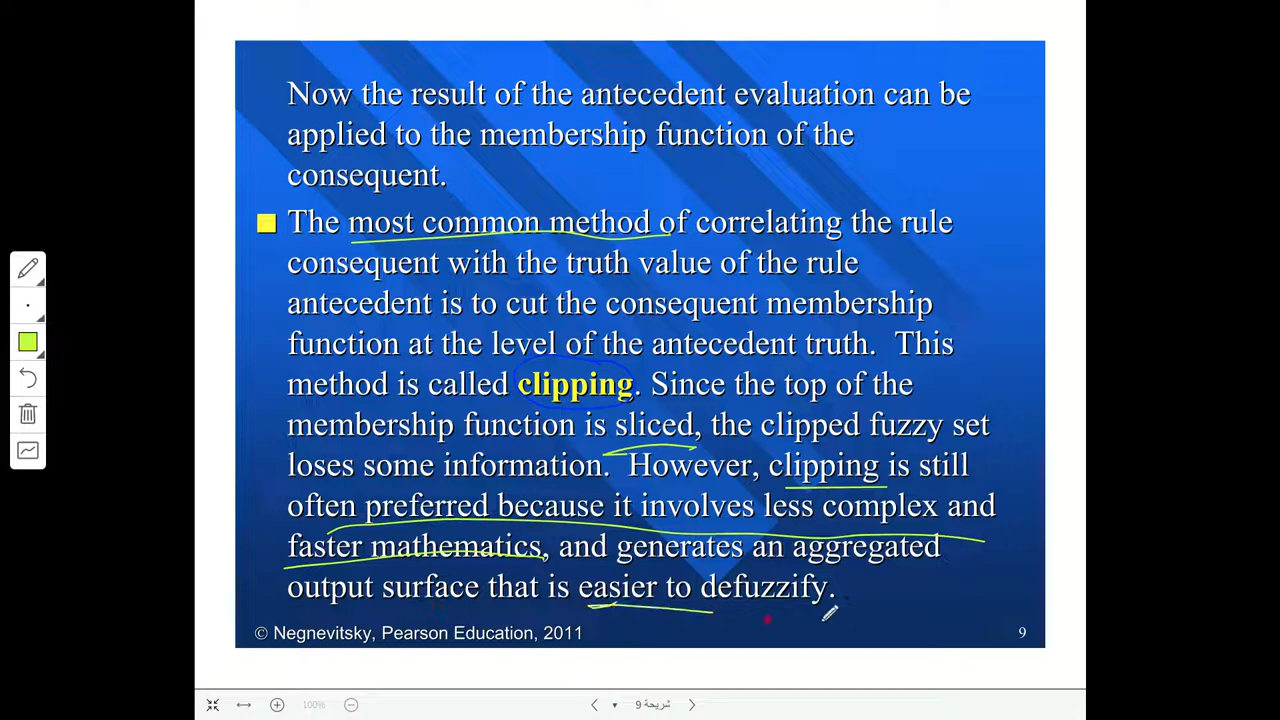 Now the result of the antecedent evaluation can be
applied to the membership function of the
consequent.
The most common method of correlating the rule
consequent with the truth value of the rule
antecedent is to cut the consequent membership
function at the level of the antecedent truth.  This
method is called clipping. Since the top of the
membership function is sliced, the clipped fuzzy set
loses some information.  However, clipping is still
often preferred because it involves less complex and
faster mathematics, and generates an aggregated
output surface that is easier to defuzzify.
© Negnevitsky, Pearson Education, 2011
9
100%
شريحة 9